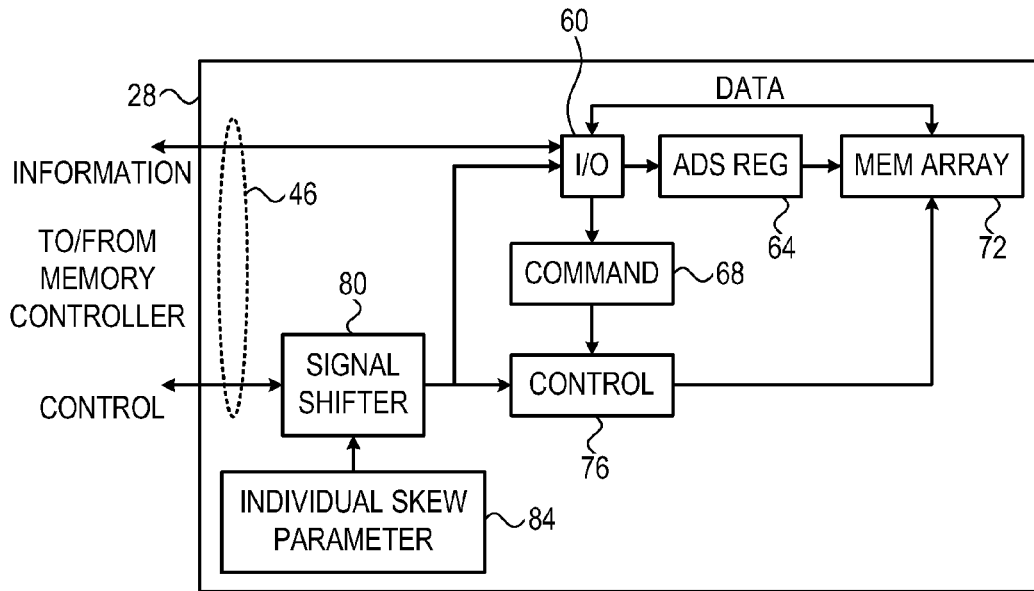 60
28
DATA
INFORMATION
46
I/O
ADS REG
MEM ARRAY
64
72
TO/FROM
MEMORY
CONTROLLER
COMMAND
68
80
SIGNAL
SHIFTER
CONTROL
CONTROL
76
INDIVIDUAL SKEW
PARAMETER
84